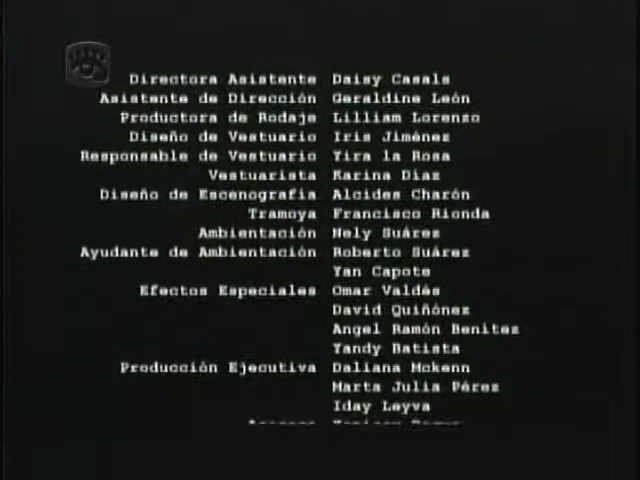 Directora Asistente Daisy Casals
Asistente de Dirección Geraldine León
Productora de Rodaje Lilliam Lorenzo
Diseño de Vestuario Iris Jiménez
Responsable de Vestuario Yira la Rosa
Vestuarista Karina Díaz
Diseño de Escenografía Alcides Charón
Tramoya Francisco Rionda
Ambientación Nely Suárez
Ayudante de Ambientación Roberto Suárez
Yan Capote
Efectos Especiales Omar Valdés
David Quiñónez
Angel Ramón Benítez
Yandy Batista
Producción Ejecutiva Daliana Mckenn
Marta Julia Pérez
Iday Leyva